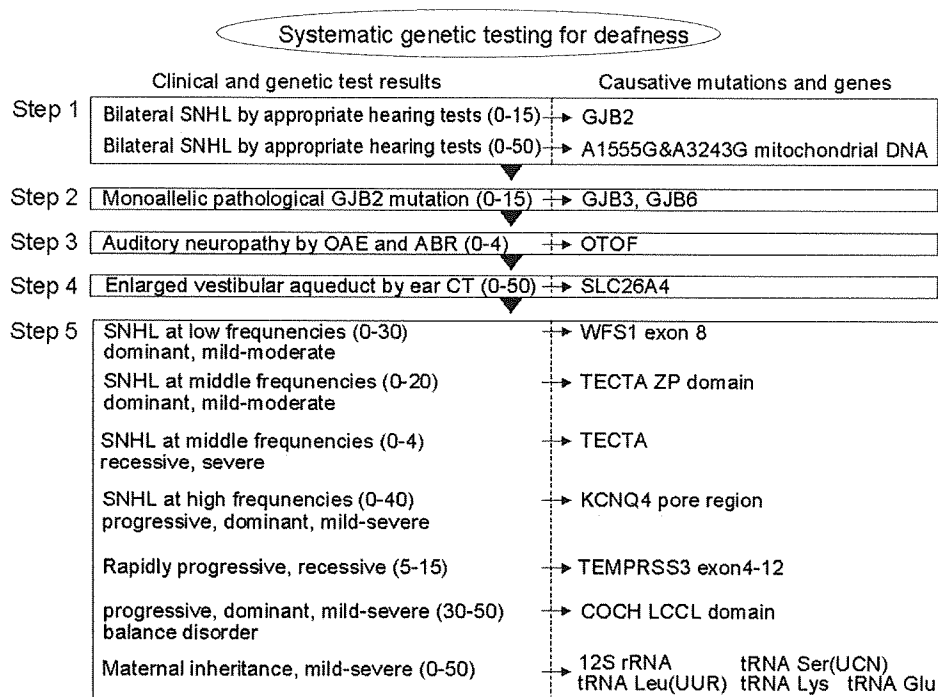 Systematic genetic testing for deafness
Clinical and genetic test results Causative mutations and genes
Step 1 Bilateral SNHL by appropriate hearing tests (0-15) GJB2
Bilateral SNHL by appropriate hearing tests (0-50) A1555G&A3243G mitochondrial DNA
Step 2 Monoallelic pathological GJB2 mutation (0-15) GJB3, GJB6
Step 3 Auditory neuropathy by OAE and ABR (0-4) OTOF
Step 4 Enlarged vestibular aqueduct by ear CT (0-50) SLC26A4
Step 5 SNHL at low frequnencies (0-30) WFS1 exon 8
dominant, mild-moderate
SNHL at middle frequnencies (0-20) TECTA ZP domain
dominant, mild-moderate
SNHL at middle frequnencies (0-4) TECTA
recessive, severe
SNHL at high frequnencies (0-40) KCNQ4 pore region
progressive, dominant, mild-severe
Rapidly progressive, recessive (5-15) TEMPRSS3 exon4-12
progressive, dominant, mild-severe (30-50) COCH LCCL domain
balance disorder
Maternal inheritance, mild-severe (0-50) 12S rRNA tRNA Ser(UCN)
tRNA Leu(UUR) tRNA Lys tRNA Glu